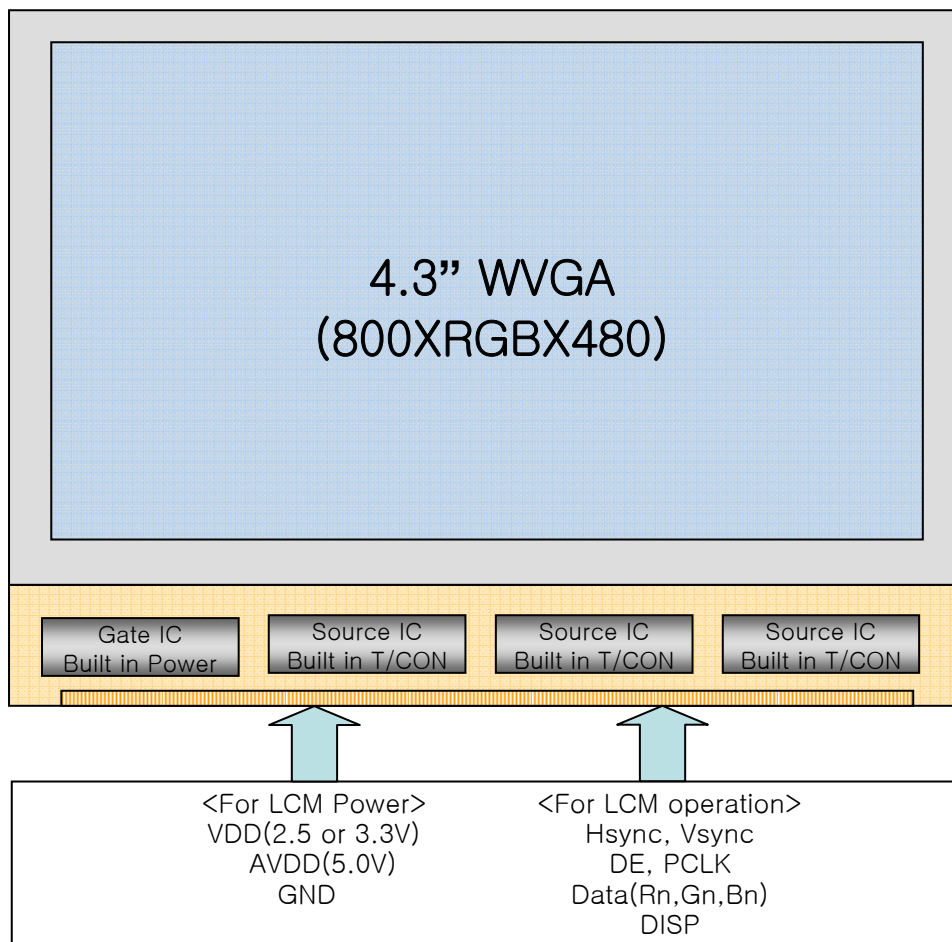 4.3” WVGA
(800XRGBX480)
Gate IC
Built in Power
Source IC
Built in T/CON
Source IC
Built in T/CON
Source IC
Built in T/CON
<For LCM Power>
VDD(2.5 or 3.3V)
AVDD(5.0V)
GND
<For LCM operation>
Hsync, Vsync
DE, PCLK
Data(Rn,Gn,Bn)
DISP